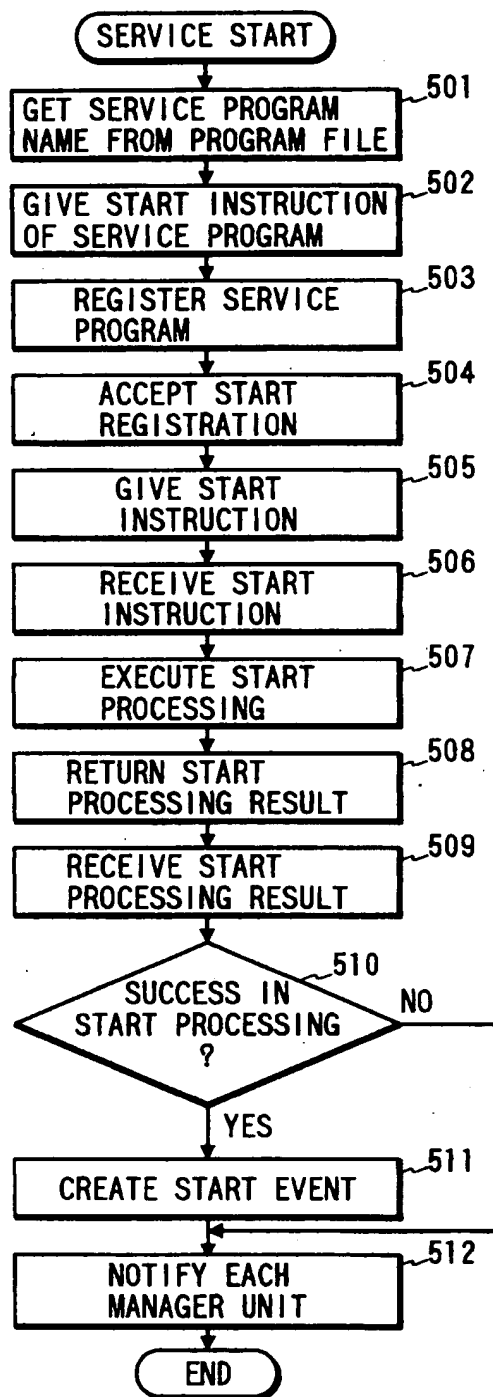 SERVICE START
501
GET SERVICE PROGRAM
NAME FROM PROGRAM FILE
502
GIVE START INSTRUCTION
OF SERVICE PROGRAM
503
REGISTER SERVICE
PROGRAM
504
ACCEPT START
REGISTRATION
505
GIVE START
INSTRUCTION
506
RECEIVE START
INSTRUCTION
507
EXECUTE START
PROCESSING
508
RETURN START
PROCESSING RESULT
509
RECEIVE START
PROCESSING RESULT
510
SUCCESS IN
START PROCESSING
?
NO
YES
511
CREATE START EVENT
512
NOTIFY EACH
MANAGER UNIT
END